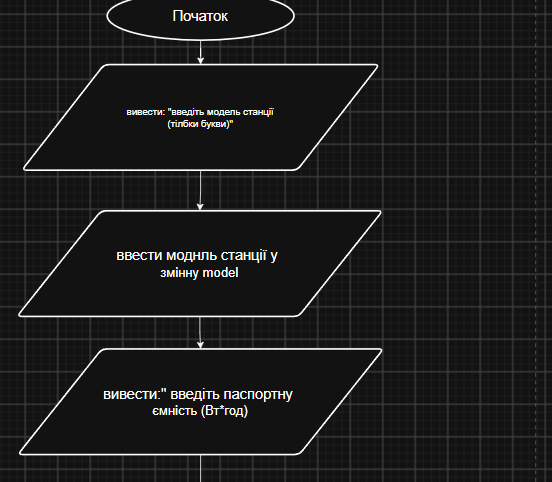 Початок
вивести: "введіть модель станції
(тілбки букви)"
ввести моднль станції у
змінну model
вивести:" введіть паспортну
ємність (Вт*год)